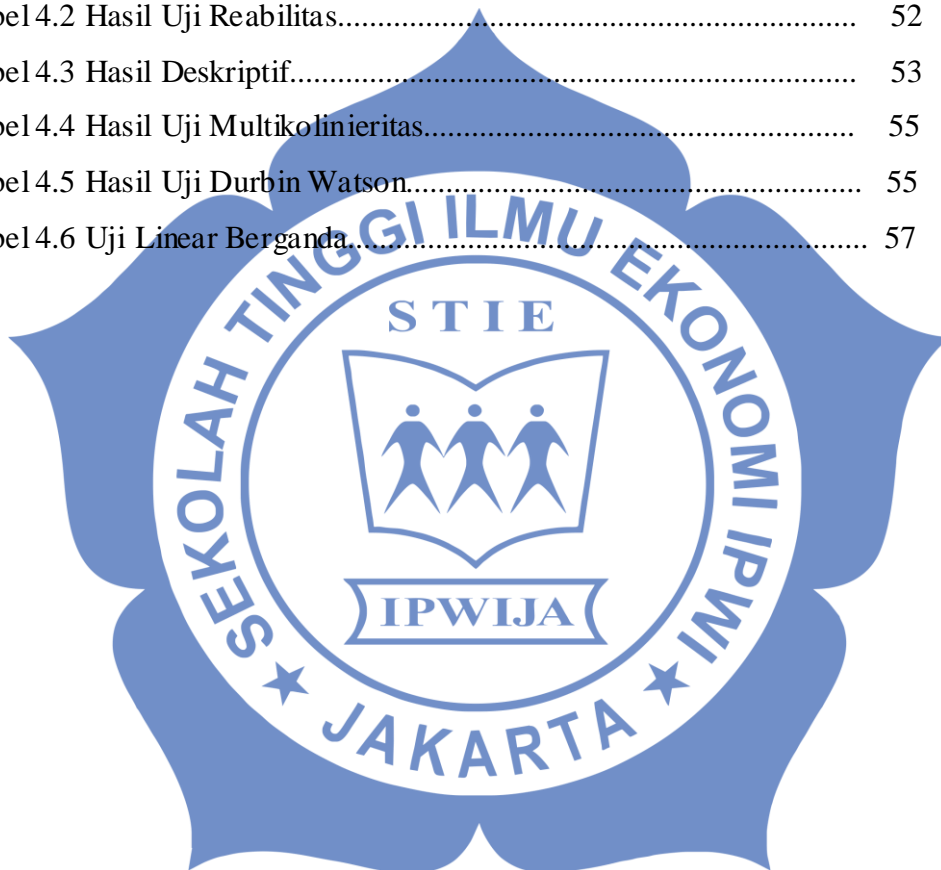 bel 4.2 Hasil Uji Reabilitas.................................................................... 52
bel 4.3 Hasil Deskriptif.......................................................................... 53
bel 4.4 Hasil Uji Multikolinieritas........................................................ 55
bel 4.5 Hasil Uji Durbin Watson........................................................... 55
bel 4.6 Uji Linear Berganda................................................................... 57
SEKOLAH TINGGI ILMU EKONOMI IPWI
STIE
IPWIJA
★ JAKARTA ★